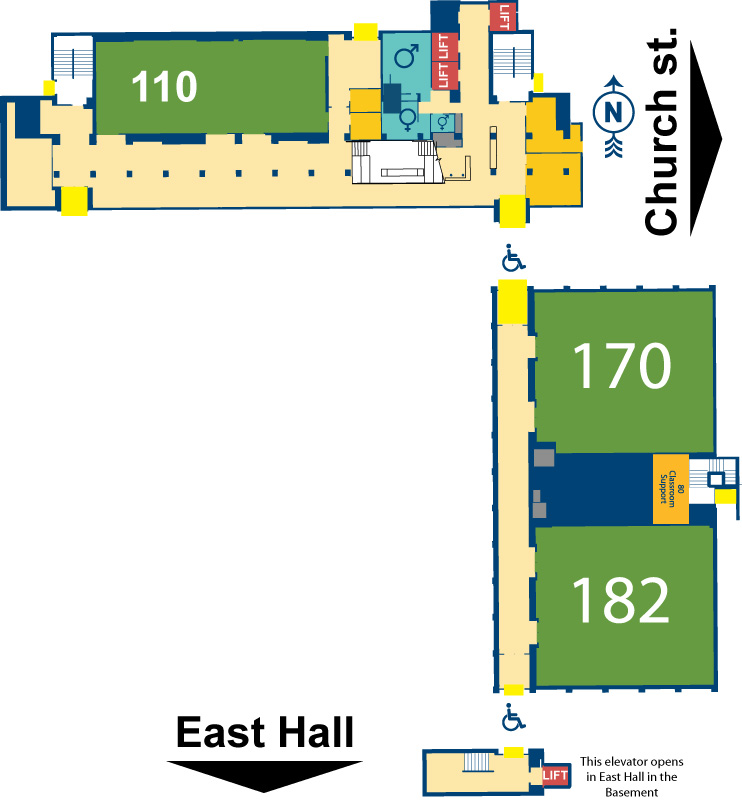 LIFT
LIFT LIFT
110
N
Church st.
170
80
Classroom
Support
182
East Hall
LIFT
This elevator opens
in East Hall in the
Basement